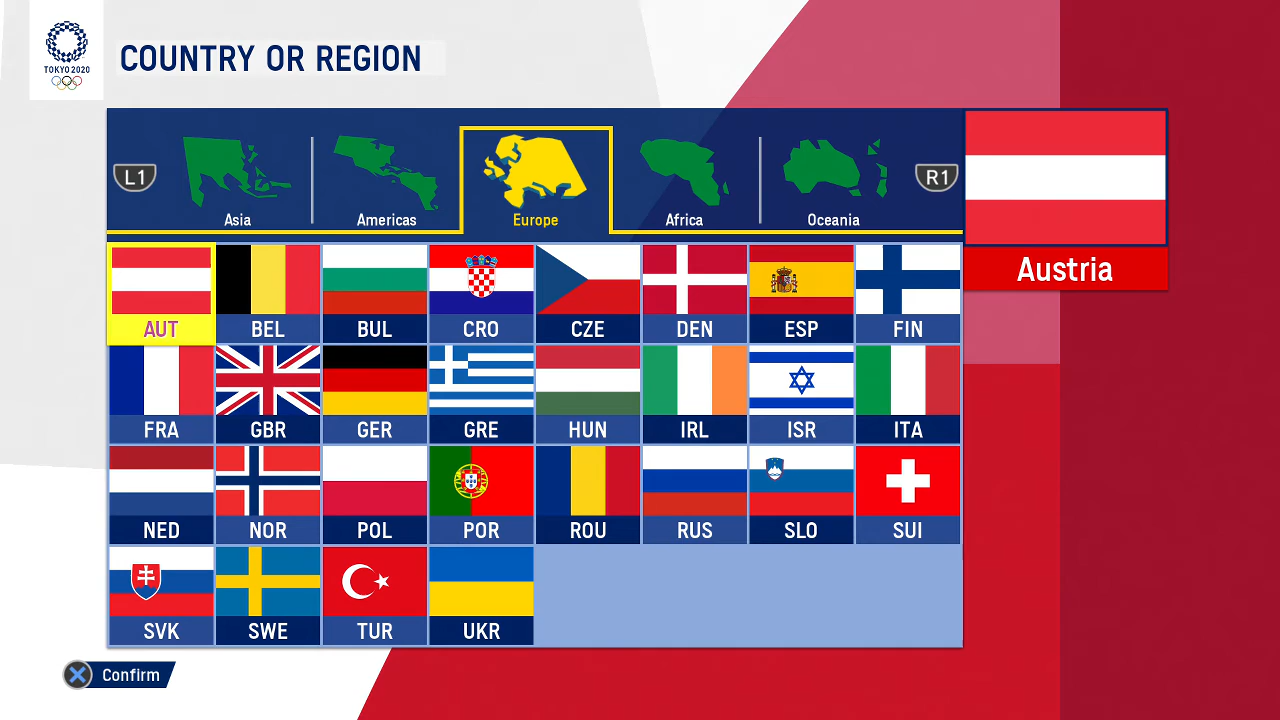 TOKYO 2020
COUNTRY OR REGION
L1
Asia
Americas
Europe
Africa
Oceania
R1
Austria
AUT BEL BUL CRO CZE DEN ESP FIN
FRA GBR GER GRE HUN IRL ISR ITA
NED NOR POL POR ROU RUS SLO SUI
SVK SWE TUR UKR
Confirm